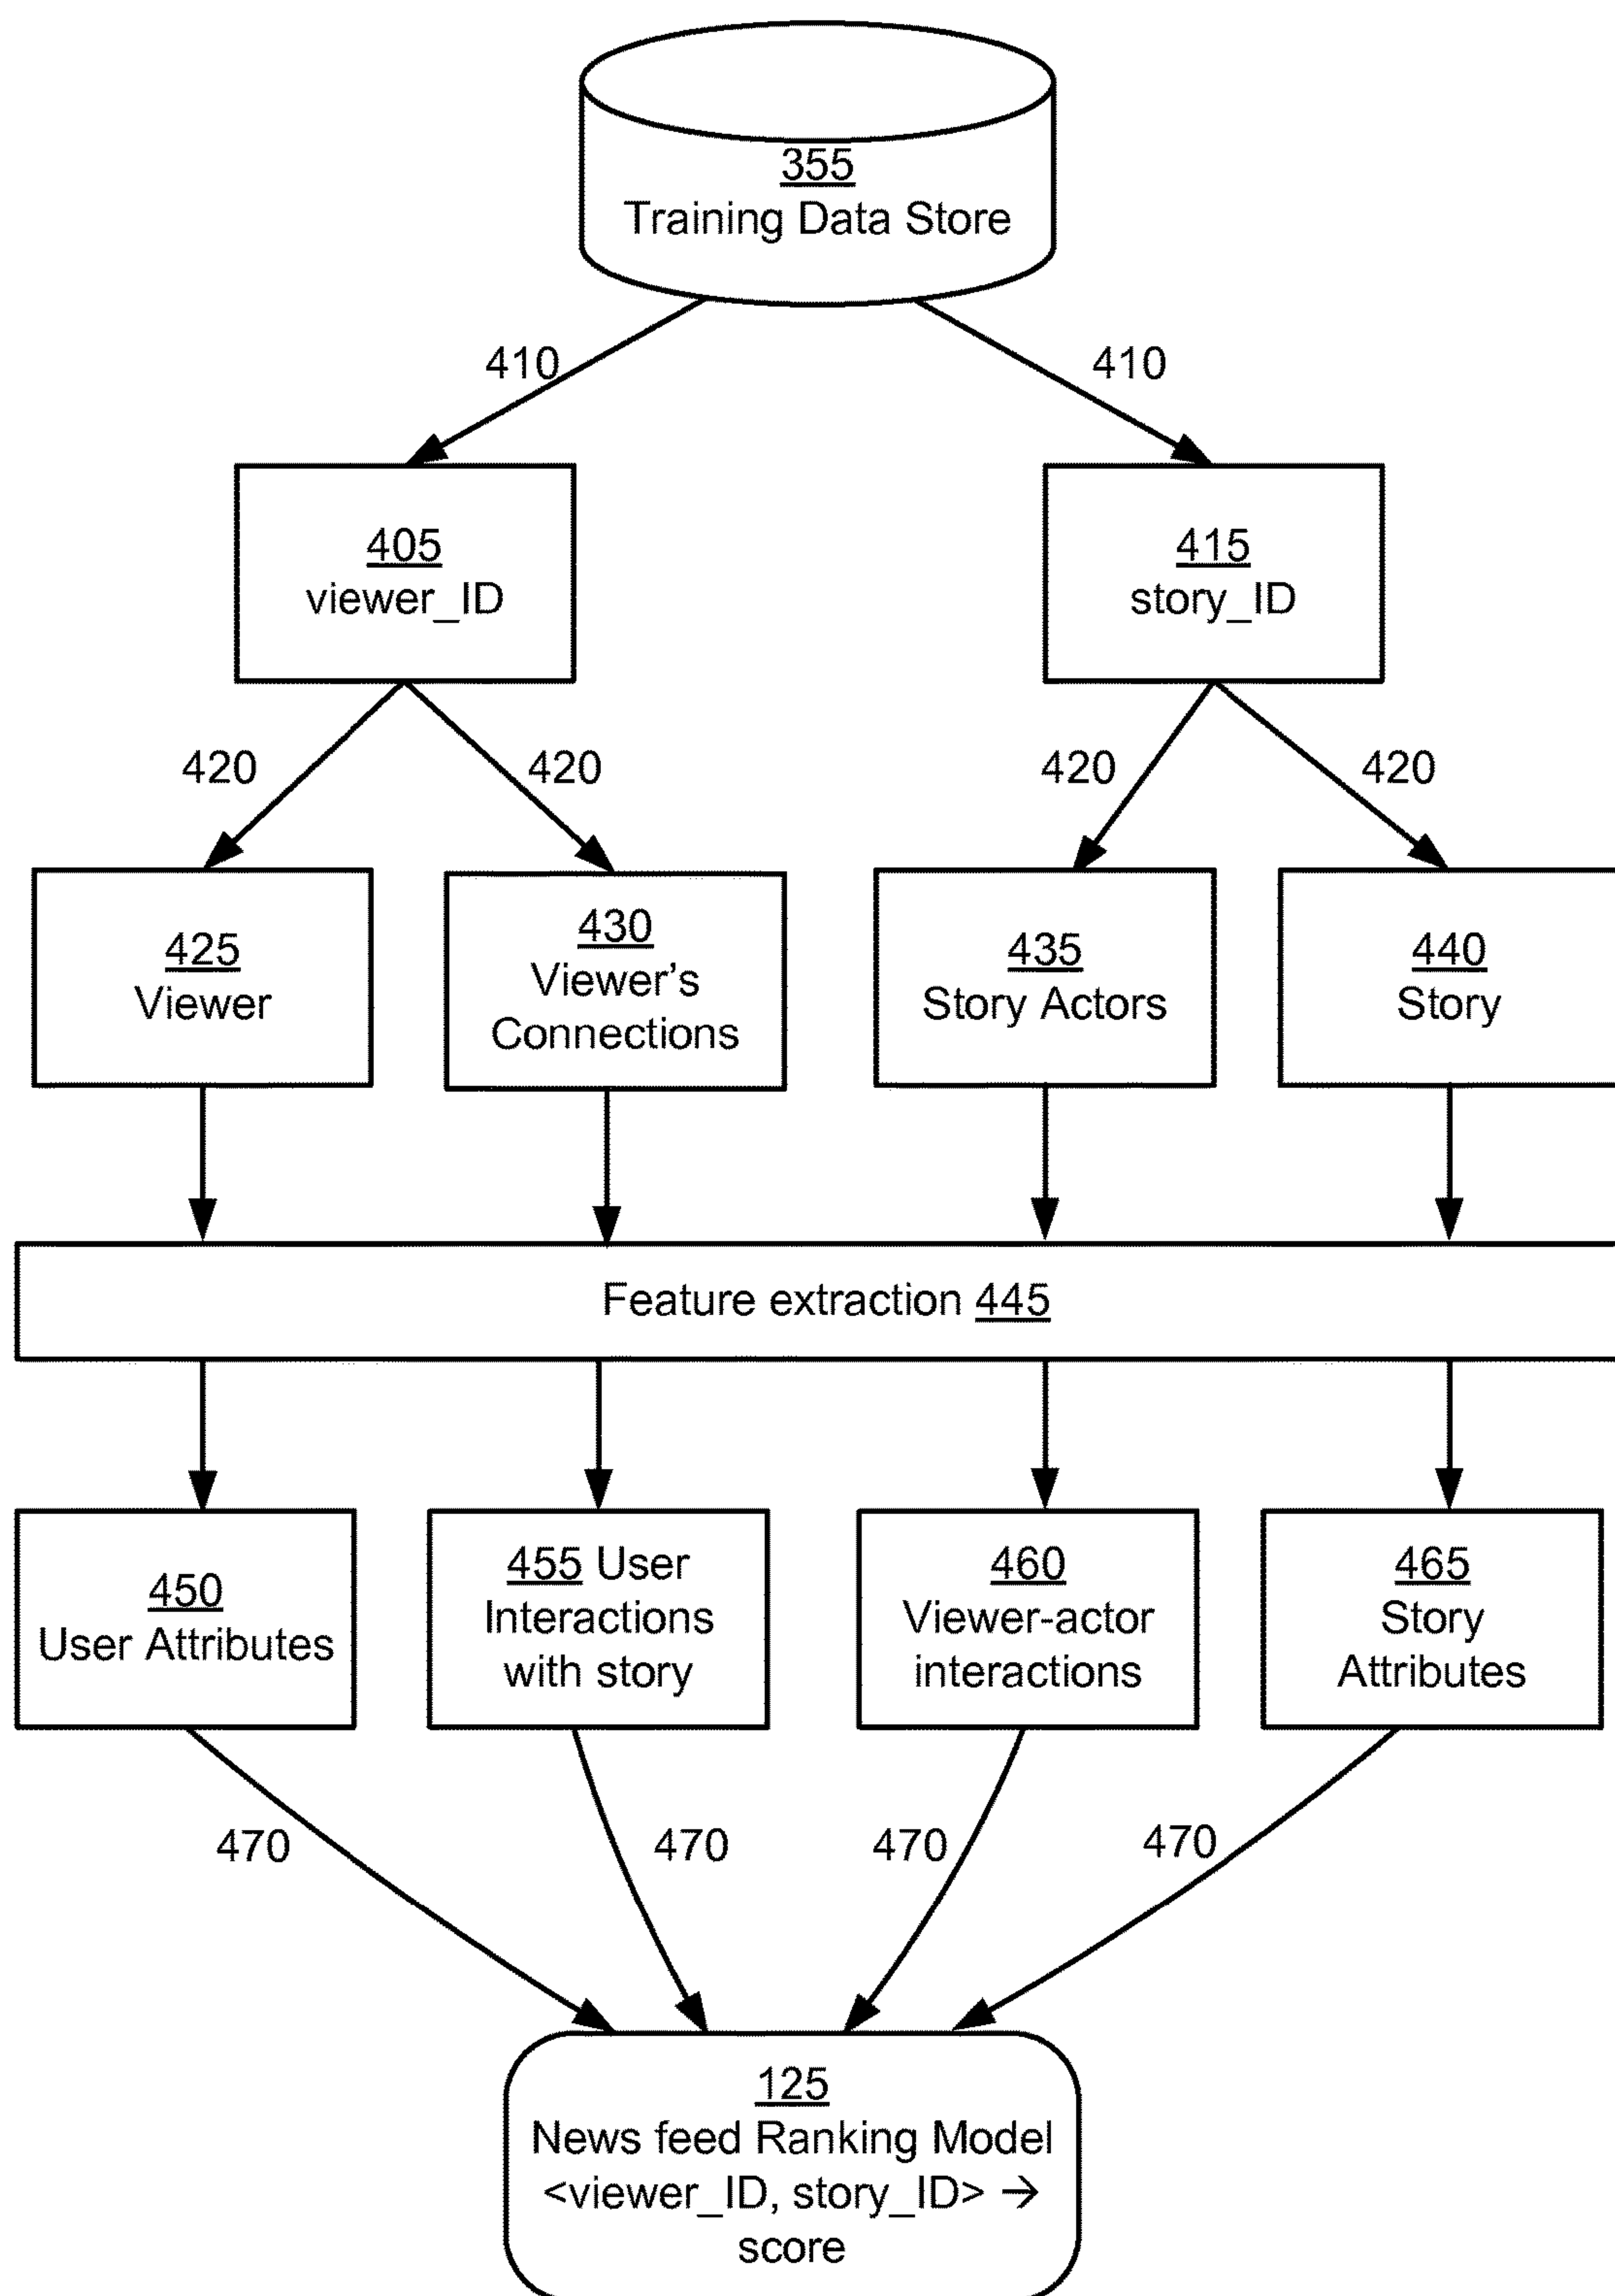 355
Training Data Store
410
410
405
viewer_ID
415
story_ID
420
420
420
420
425
Viewer
430
Viewer’s
Connections
435
Story Actors
440
Story
Feature extraction 445
450
User Attributes
455 User
Interactions
with story
460
Viewer-actor
interactions
465
Story
Attributes
470
470
470
470
125
News feed Ranking Model
<viewer_ID, story_ID> →
score